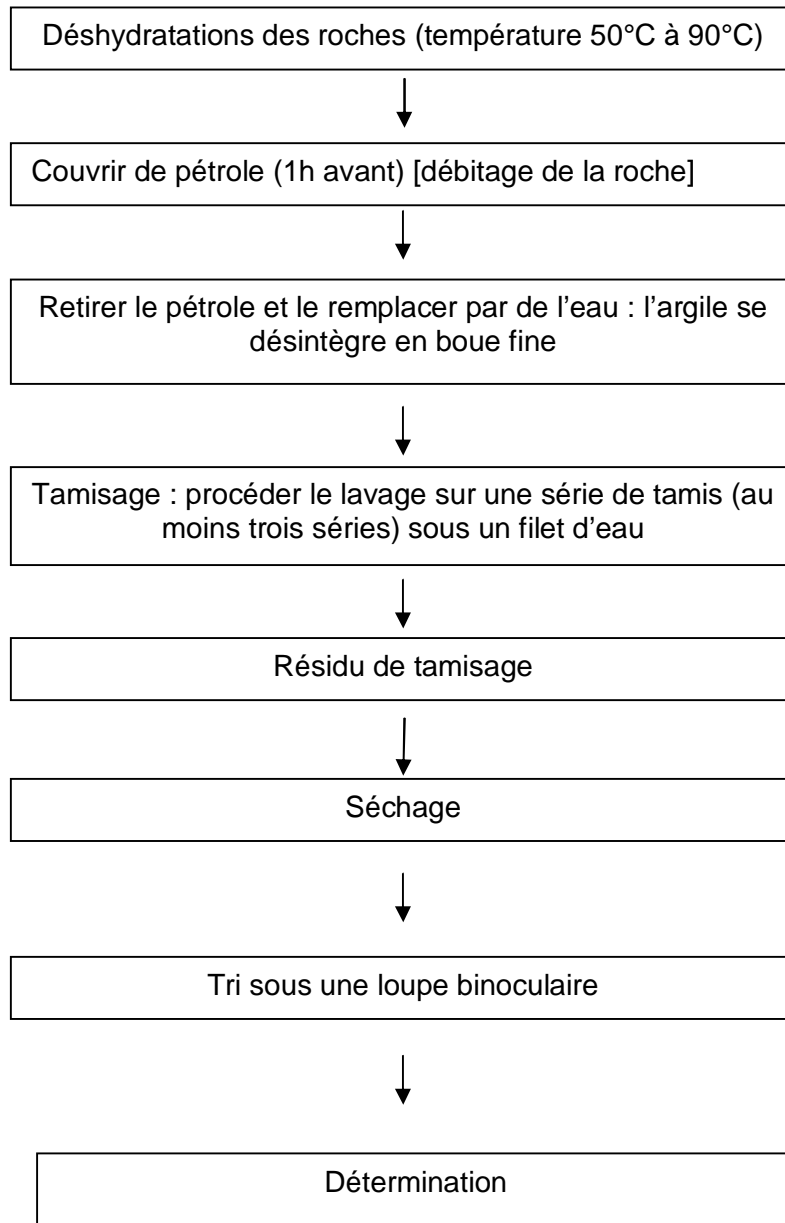 Déshydratations des roches (température 50°C à 90°C)
Couvrir de pétrole (1h avant) [débitage de la roche]
Retirer le pétrole et le remplacer par de l’eau : l’argile se
désintègre en boue fine
Tamisage : procéder le lavage sur une série de tamis (au
moins trois séries) sous un filet d’eau
Résidu de tamisage
Séchage
Tri sous une loupe binoculaire
Détermination